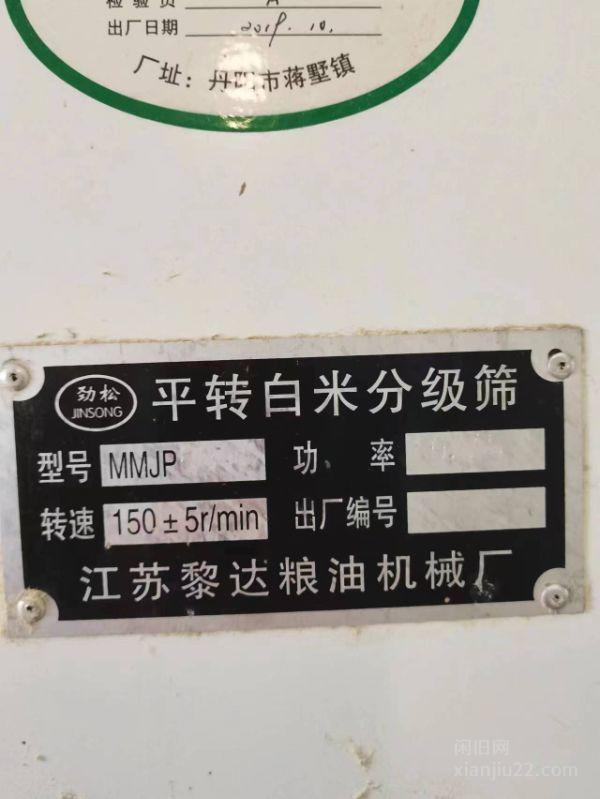 检验员
出厂日期 2019.10.
厂址：丹阳市蒋墅镇
劲松
JINSONG
平转白米分级筛
型号 MMJP 功率
转速 150±5r/min 出厂编号
江苏黎达粮油机械厂
闲旧网
xianjiu22.com